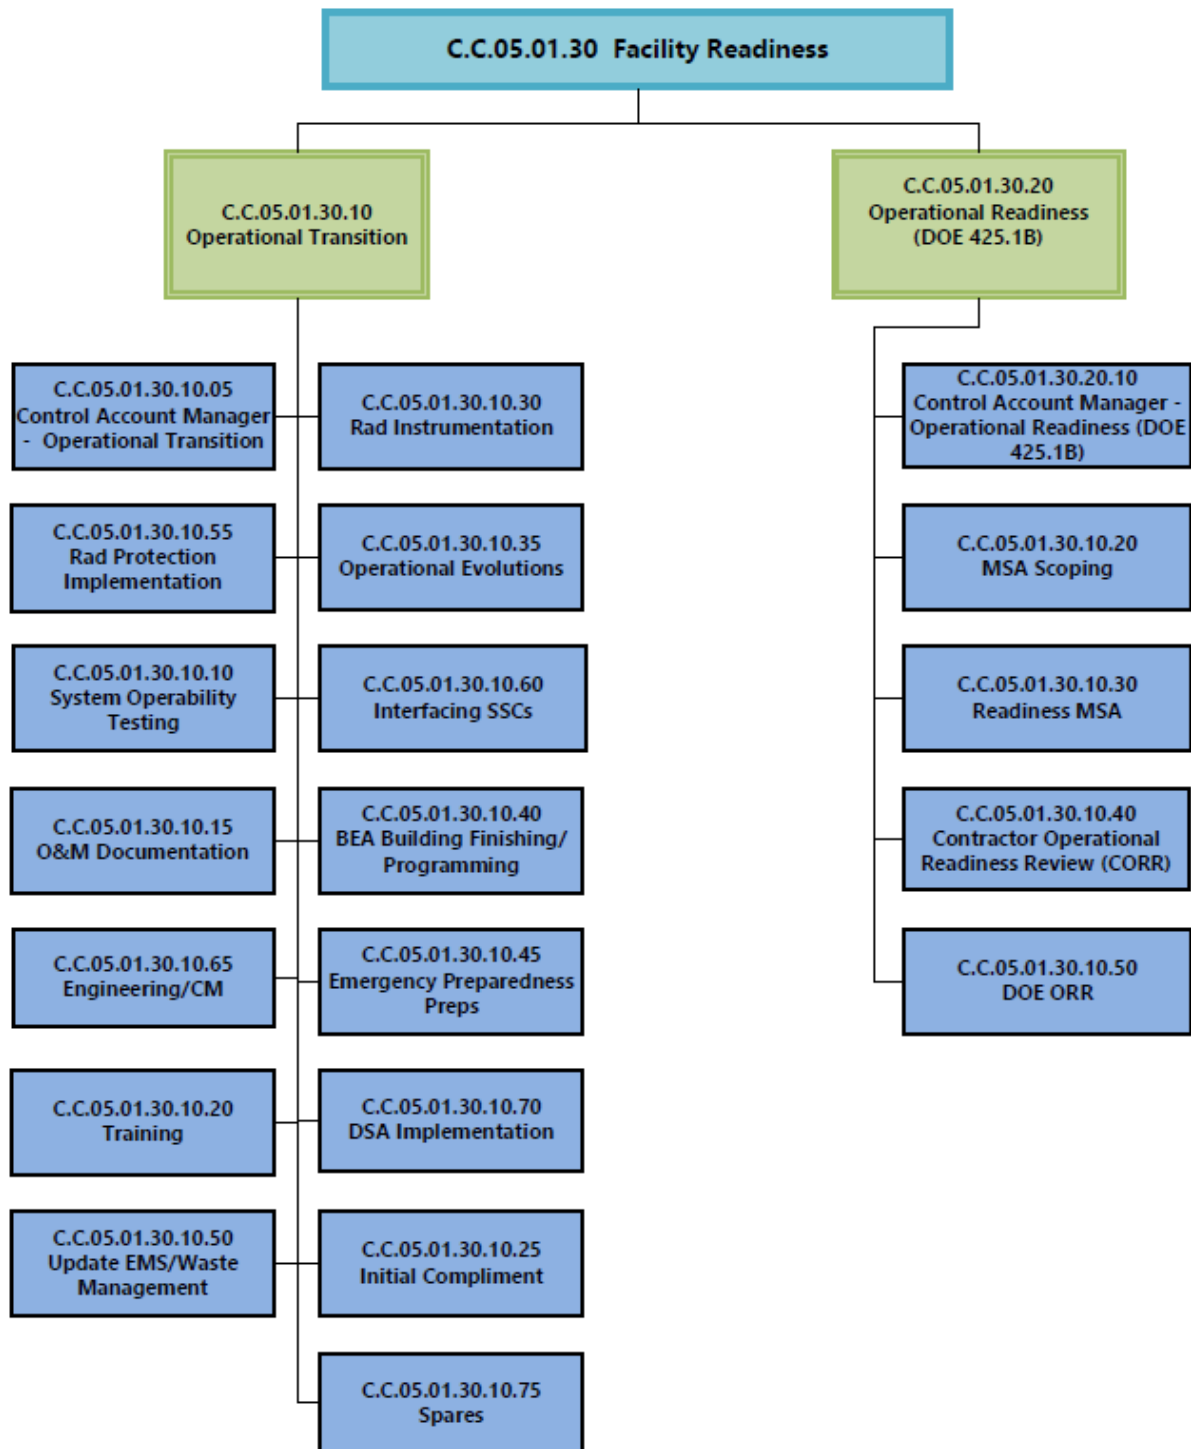 C.C.05.01.30  Facility Readiness
C.C.05.01.30.10
Operational Transition
C.C.05.01.30.20
Operational Readiness
(DOE 425.1B)
C.C.05.01.30.10.05
Control Account Manager
-  Operational Transition
C.C.05.01.30.10.30
Rad Instrumentation
C.C.05.01.30.20.10
Control Account Manager -
Operational Readiness (DOE
425.1B)
C.C.05.01.30.10.55
Rad Protection
Implementation
C.C.05.01.30.10.35
Operational Evolutions
C.C.05.01.30.10.20
MSA Scoping
C.C.05.01.30.10.10
System Operability
Testing
C.C.05.01.30.10.60
Interfacing SSCs
C.C.05.01.30.10.30
Readiness MSA
C.C.05.01.30.10.15
O&M Documentation
C.C.05.01.30.10.40
BEA Building Finishing/
Programming
C.C.05.01.30.10.40
Contractor Operational
Readiness Review (CORR)
C.C.05.01.30.10.65
Engineering/CM
C.C.05.01.30.10.45
Emergency Preparedness
Preps
C.C.05.01.30.10.50
DOE ORR
C.C.05.01.30.10.20
Training
C.C.05.01.30.10.70
DSA Implementation
C.C.05.01.30.10.50
Update EMS/Waste
Management
C.C.05.01.30.10.25
Initial Compliment
C.C.05.01.30.10.75
Spares